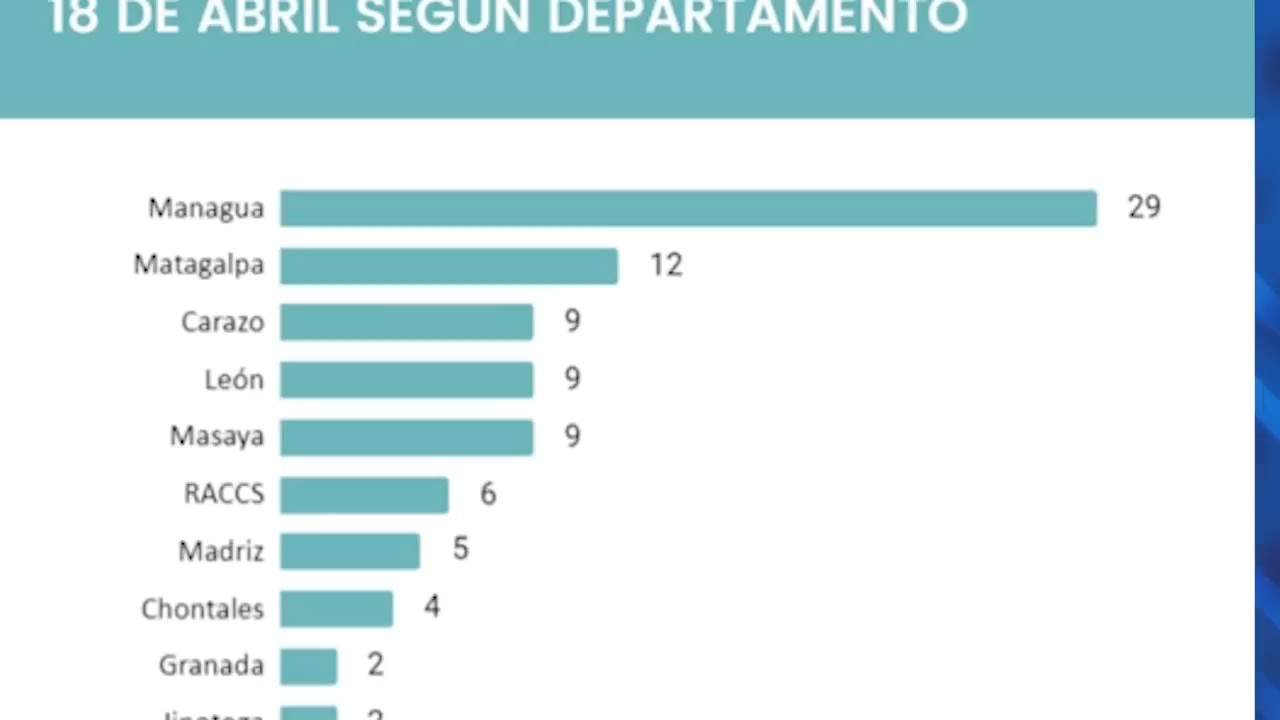 18 DE ABRIL SEGÚN DEPARTAMENTO
Managua 29
Matagalpa 12
Carazo 9
León 9
Masaya 9
RACCS 6
Madriz 5
Chontales 4
Granada 2